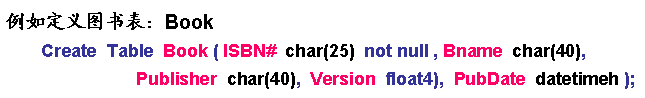 例如定义图书表：Book
Create Table Book ( ISBN# char(25) not null , Bname char(40),
Publisher char(40), Version float4), PubDate datetimeh );